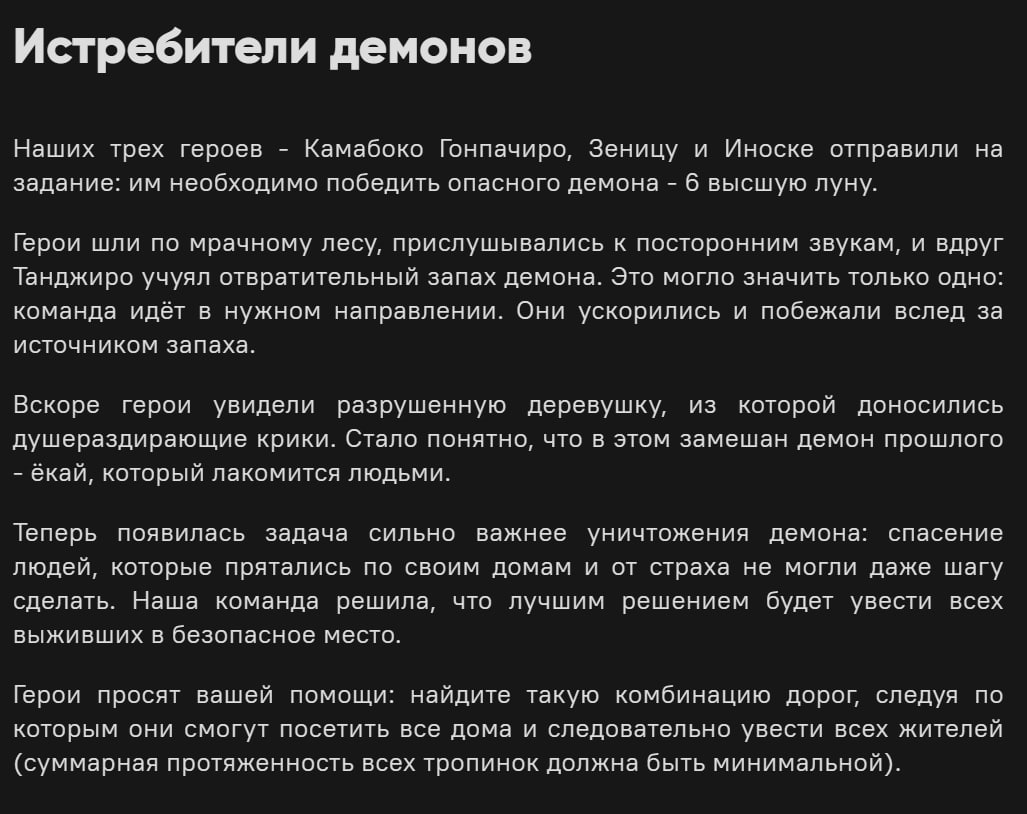 Истребители демонов
Наших трех героев - Камабоко Гонпачиро, Зеницу и Иноске отправили на
задание: им необходимо победить опасного демона - 6 высшую луну.
Герои шли по мрачному лесу, прислушывались к посторонним звукам, и вдруг
Танджиро учуял отвратительный запах демона. Это могло значить только одно:
команда идёт в нужном направлении. Они ускорились и побежали вслед за
источником запаха.
Вскоре герои увидели разрушенную деревушку, из которой доносились
душераздирающие крики. Стало понятно, что в этом замешан демон прошлого
- ёкай, который лакомится людьми.
Теперь появилась задача сильно важнее уничтожения демона: спасение
людей, которые прятались по своим домам и от страха не могли даже шагу
сделать. Наша команда решила, что лучшим решением будет увести всех
выживших в безопасное место.
Герои просят вашей помощи: найдите такую комбинацию дорог, следуя по
которым они смогут посетить все дома и следовательно увести всех жителей
(суммарная протяженность всех тропинок должна быть минимальной).